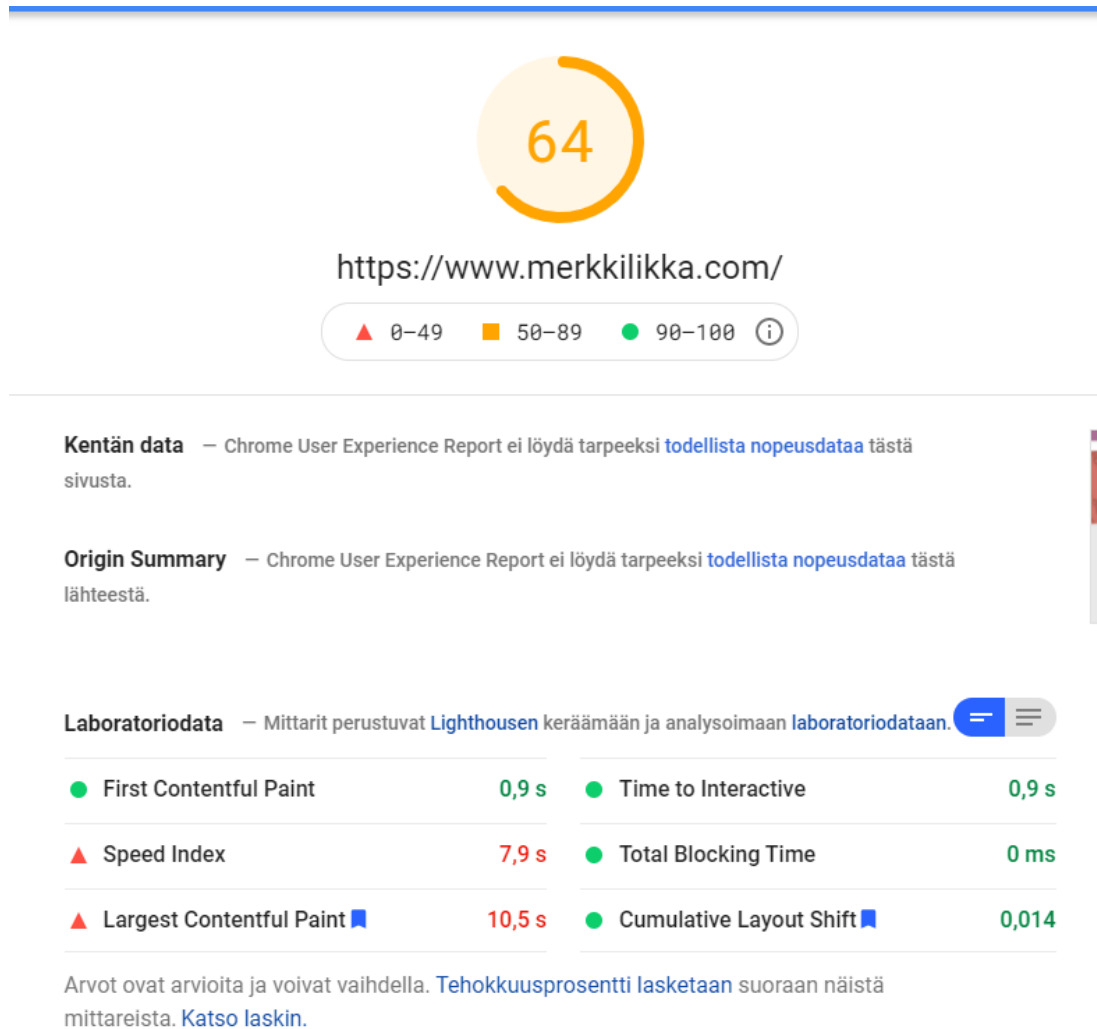 64
https://www.merkkilikka.com/
0–49 50–89 90–100
Kentän data — Chrome User Experience Report ei löydä tarpeeksi todellista nopeusdataa tästä
sivusta.
Origin Summary — Chrome User Experience Report ei löydä tarpeeksi todellista nopeusdataa tästä
lähteestä.
Laboratoriodata — Mittarit perustuvat Lighthousen keräämään ja analysoimaan laboratoriodataan.
First Contentful Paint 0,9 s Time to Interactive 0,9 s
Speed Index 7,9 s Total Blocking Time 0 ms
Largest Contentful Paint 10,5 s Cumulative Layout Shift 0,014
Arvot ovat arvioita ja voivat vaihdella. Tehokkuusprosentti lasketaan suoraan näistä
mittareista. Katso laskin.